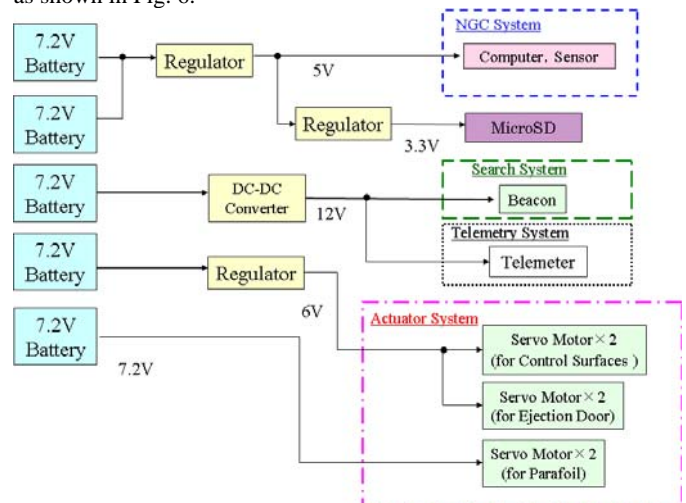 as shown in Fig. 6.
7.2V
Battery
7.2V
Battery
Regulator
5V
NGC System
Computer, Sensor
Regulator
3.3V
MicroSD
7.2V
Battery
DC-DC
Converter
12V
Search System
Beacon
Telemetry System
Telemeter
7.2V
Battery
Regulator
6V
7.2V
Battery
7.2V
Actuator System
Servo Motor×2
(for Control Surfaces )
Servo Motor×2
(for Ejection Door)
Servo Motor×2
(for Parafoil)